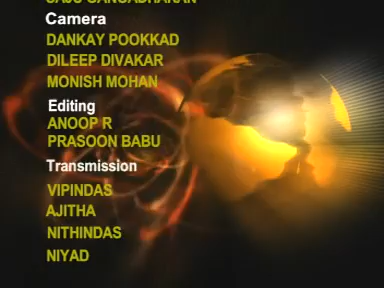 Camera
DANKAY POOKKAD
DILEEP DIVAKAR
MONISH MOHAN
Editing
ANOOP R
PRASOON BABU
Transmission
VIPINDAS
AJITHA
NITHINDAS
NIYAD